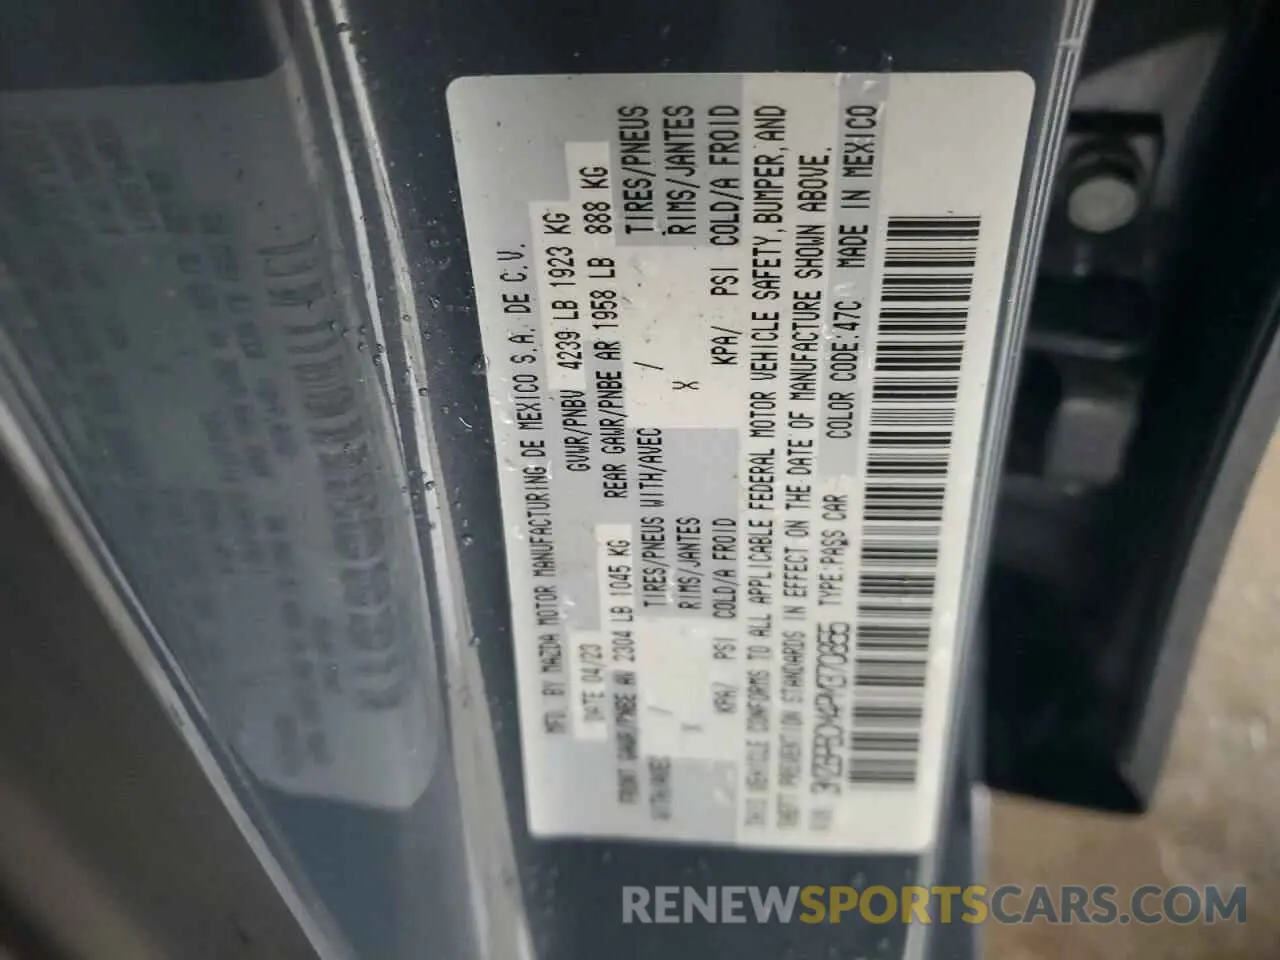 MFD. BY MAZDA MOTOR MANUFACTURING DE MEXICO S.A. DE C.V.
DATE 04/23 GVWR/PNBV 4239 LB 1923 KG
FRONT GAWR/PNBE AV 2304 LB 1045 KG REAR GAWR/PNBE AR 1958 LB 888 KG
WITH/AVEC / TIRES/PNEUS WITH/AVEC / TIRES/PNEUS
X RIMS/JANTES X RIMS/JANTES
KPA/ PSI COLD/A FROID KPA/ PSI COLD/A FROID
THIS VEHICLE CONFORMS TO ALL APPLICABLE FEDERAL MOTOR VEHICLE SAFETY, BUMPER, AND
THEFT PREVENTION STANDARDS IN EFFECT ON THE DATE OF MANUFACTURE SHOWN ABOVE.
TYPE:PASS CAR COLOR CODE:47C MADE IN MEXICO
RENEWSPORTSCARS.COM